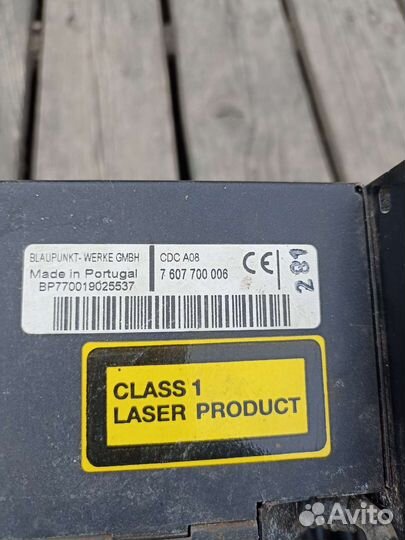 BLAUPUNKT- WERKE GMBH
Made in Portugal
BP770019025537
CDC A08
7 607 700 006
CE
281
CLASS 1
LASER PRODUCT
Avito